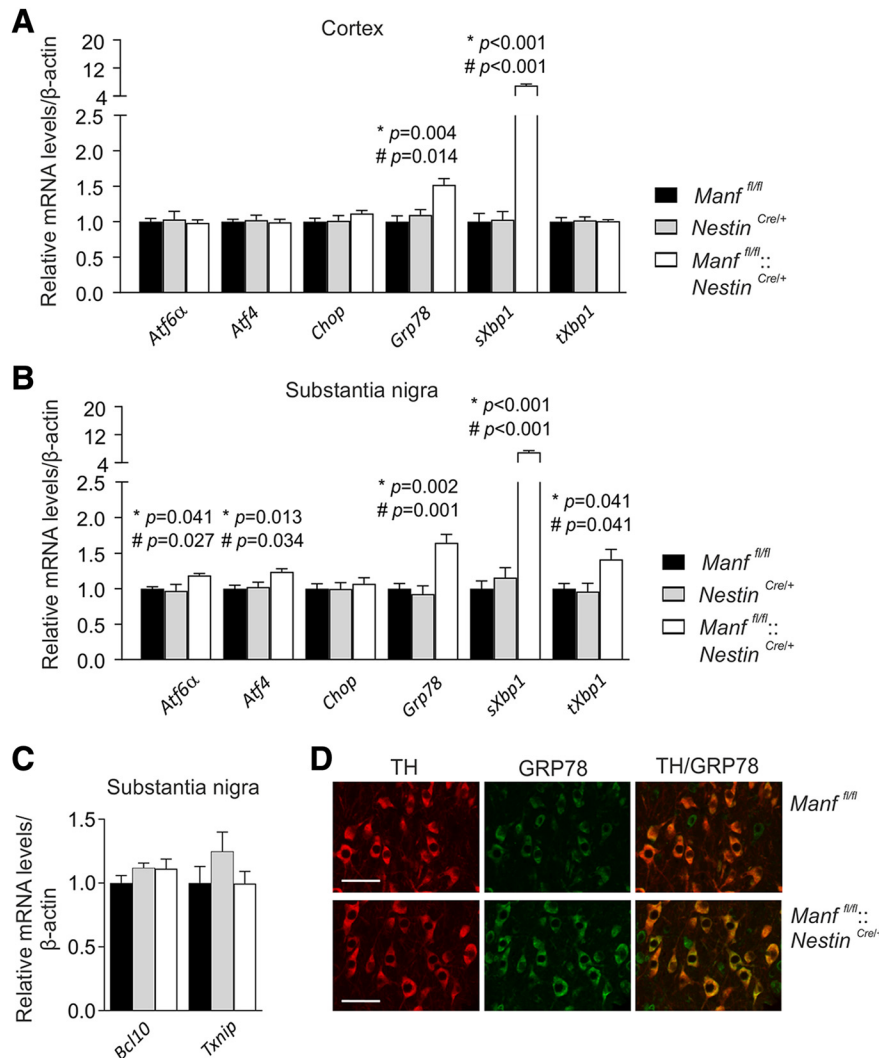 A
Cortex
Relative mRNA levels/β-actin
20
12
4
2.5
2.0
1.5
1.0
0.5
0.0
* p=0.004
# p=0.014
* p<0.001
# p<0.001
Atf6α
Atf4
Chop
Grp78
sXbp1
tXbp1
Manf fl/fl
Nestin Cre/+
Manf fl/fl::
Nestin Cre/+
B
Substantia nigra
Relative mRNA levels/β-actin
20
12
4
2.5
2.0
1.5
1.0
0.5
0.0
* p=0.041
# p=0.027
* p=0.013
# p=0.034
* p=0.002
# p=0.001
* p<0.001
# p<0.001
* p=0.041
# p=0.041
Atf6α
Atf4
Chop
Grp78
sXbp1
tXbp1
Manf fl/fl
Nestin Cre/+
Manf fl/fl::
Nestin Cre/+
C
Substantia nigra
Relative mRNA levels/
β-actin
1.5
1.0
0.5
0.0
Bcl10
Txnip
D
TH
GRP78
TH/GRP78
Manf fl/fl
Manf fl/fl::
Nestin Cre/+